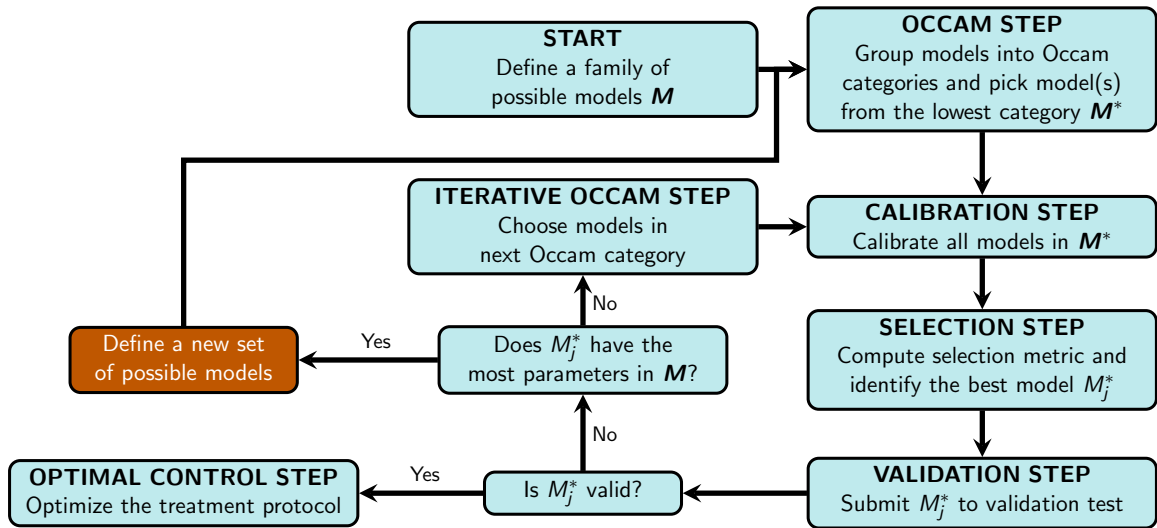 START
Define a family of
possible models M
OCCAM STEP
Group models into Occam
categories and pick model(s)
from the lowest category M*
ITERATIVE OCCAM STEP
Choose models in
next Occam category
CALIBRATION STEP
Calibrate all models in M*
No
Define a new set
of possible models
Yes
Does M*_j have the
most parameters in M?
SELECTION STEP
Compute selection metric and
identify the best model M*_j
No
OPTIMAL CONTROL STEP
Optimize the treatment protocol
Yes
Is M*_j valid?
VALIDATION STEP
Submit M*_j to validation test